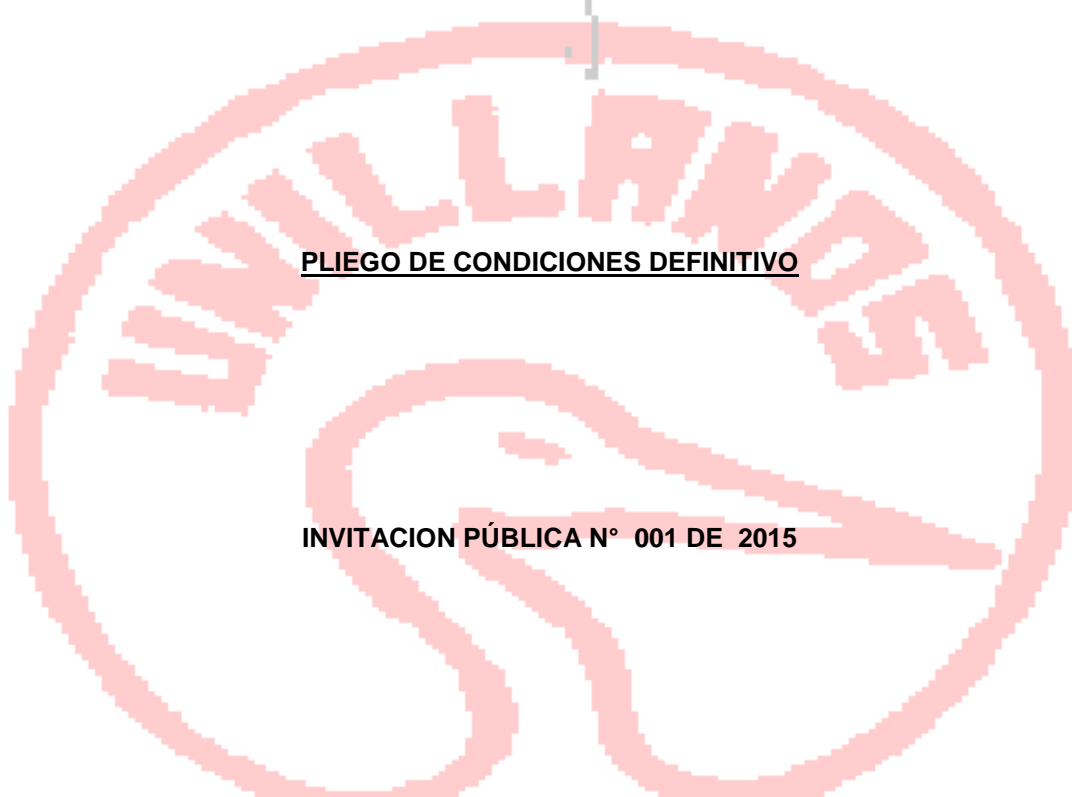 UNILLANOS
PLIEGO DE CONDICIONES DEFINITIVO
INVITACION PÚBLICA N° 001 DE 2015